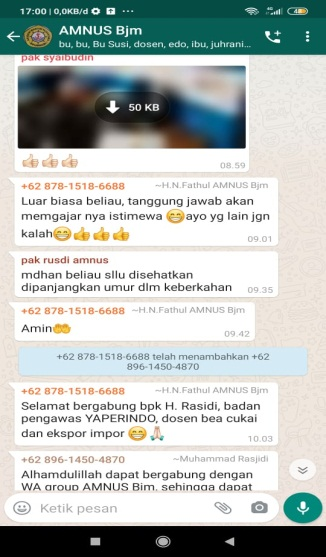 17:00 | 0,0KB/d
AMNUS Bjm
bu, bu, Bu Susi, dosen, edo, ibu, juhrani...
pak syaibudin
50 KB
👍🏻👍🏻👍🏻
08.59
+62 878-1518-6688 ~H.N.Fathul AMNUS Bjm
Luar biasa beliau, tanggung jawab akan
memgajar nya istimewa 😁ayo yg lain jgn
kalah😁👍👍👍
09.01
pak rusdi amnus
mdhan beliau sllu disehatkan
dipanjangkan umur dlm keberkahan 09.35
+62 878-1518-6688 ~H.N.Fathul AMNUS Bjm
Amin🤲
09.42
+62 878-1518-6688 telah menambahkan +62
896-1450-4870
+62 878-1518-6688 ~H.N.Fathul AMNUS Bjm
Selamat bergabung bpk H. Rasidi, badan
pengawas YAPERINDO, dosen bea cukai
dan ekspor impor 😁🙏🏻
10.03
+62 896-1450-4870 ~Muhammad Rasjidi
Alhamdulillah dapat bergabung dengan
WA group AMNUS Bjm, sehingga dapat
Ketik pesan